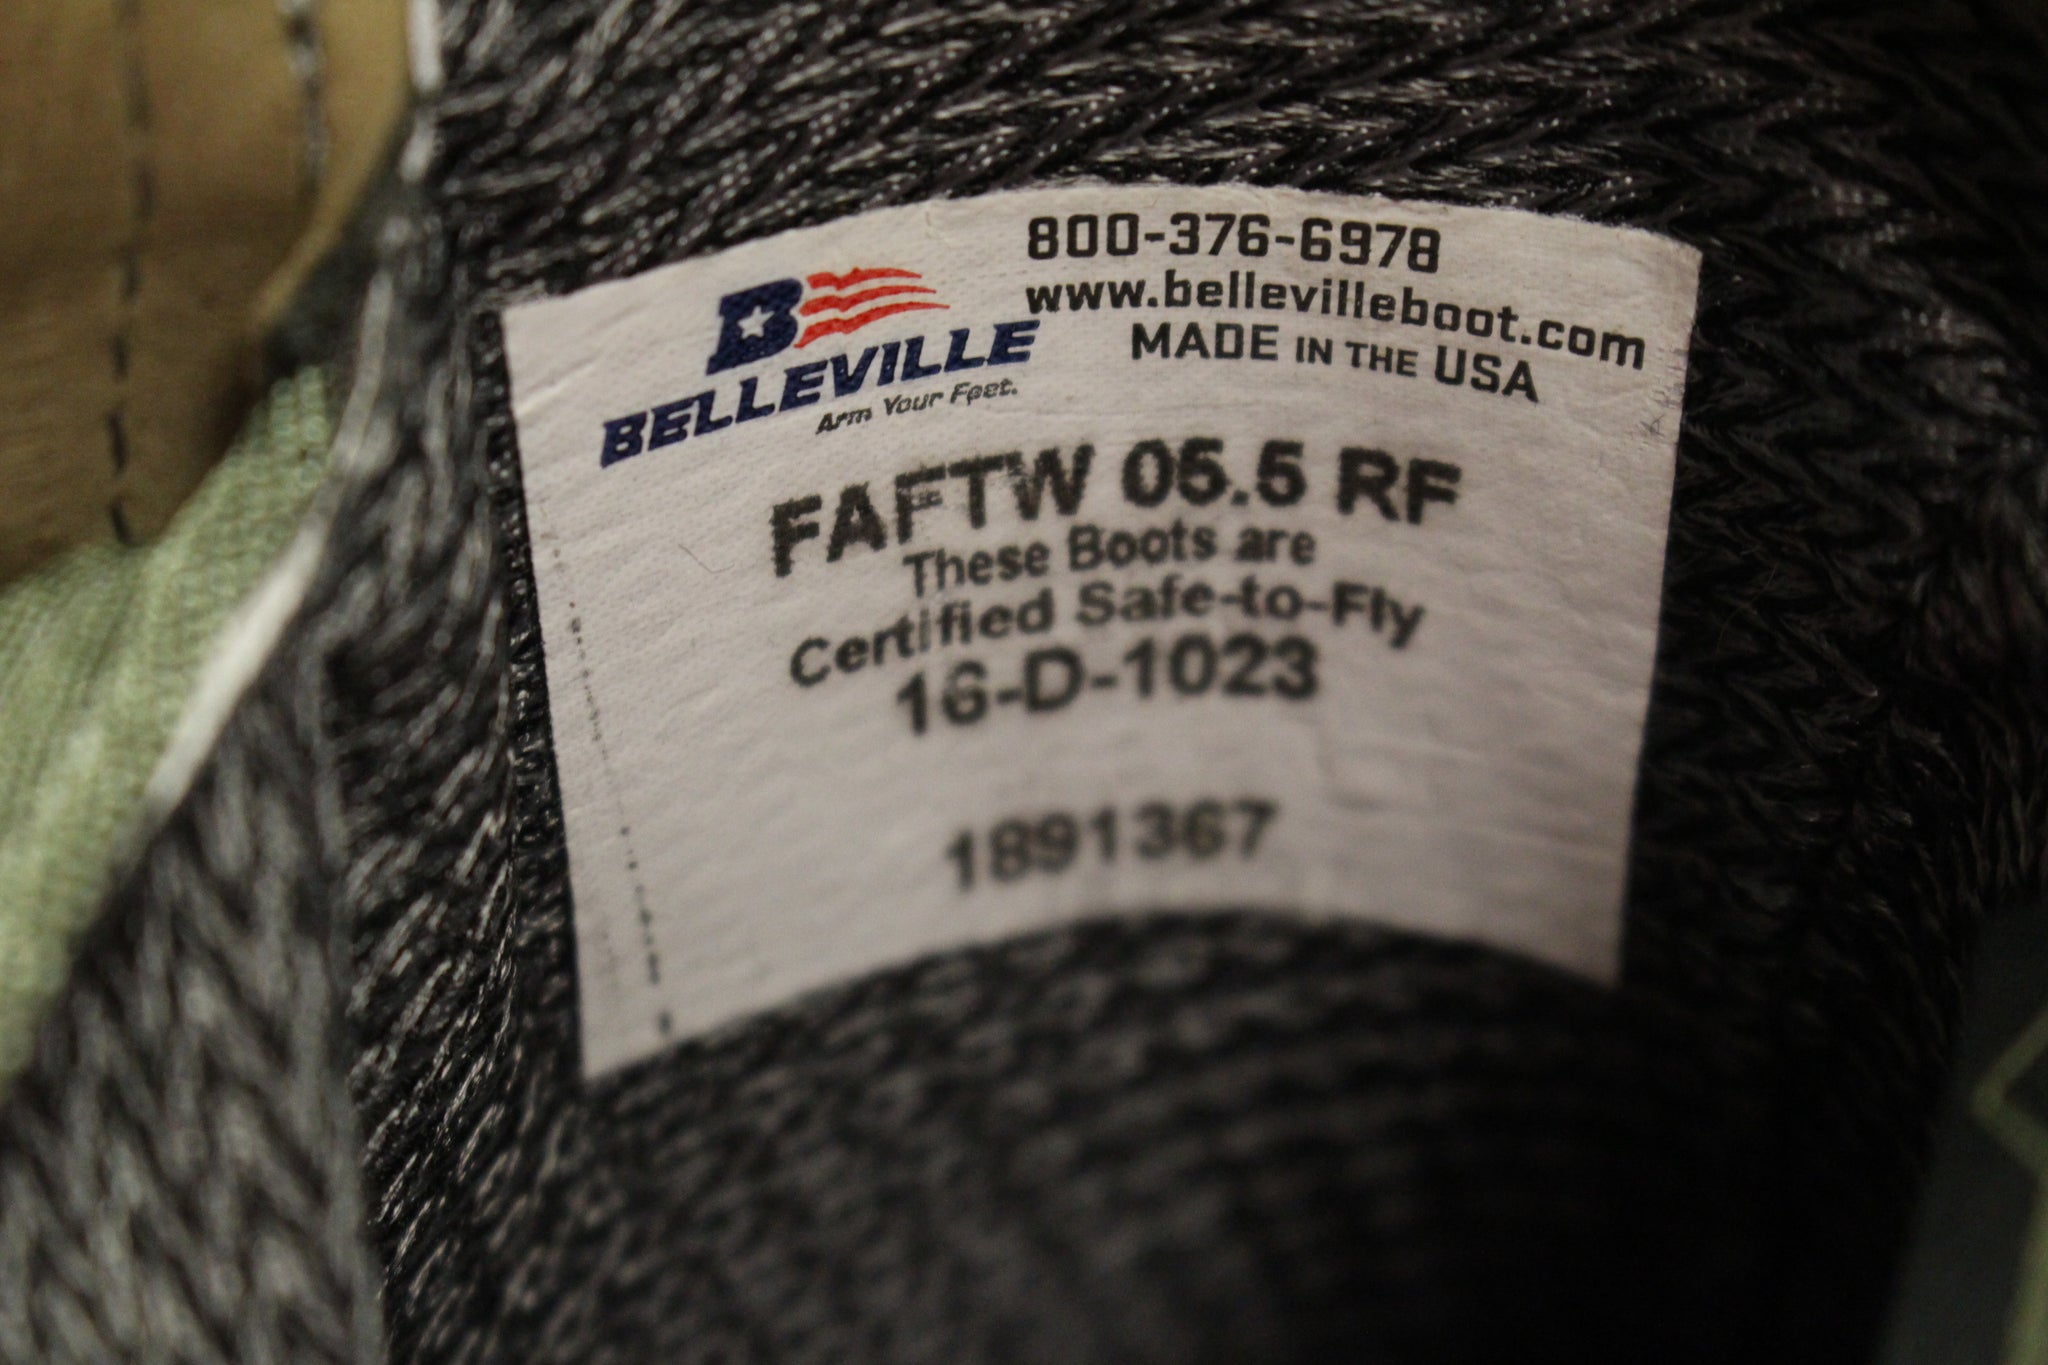 800-376-6978
www.bellevilleboot.com
MADE IN THE USA
B
BELLEVILLE
Arm Your Feet.
FAFTW 05.5 RF
These Boots are
Certified Safe-to-Fly
16-D-1023
1891367